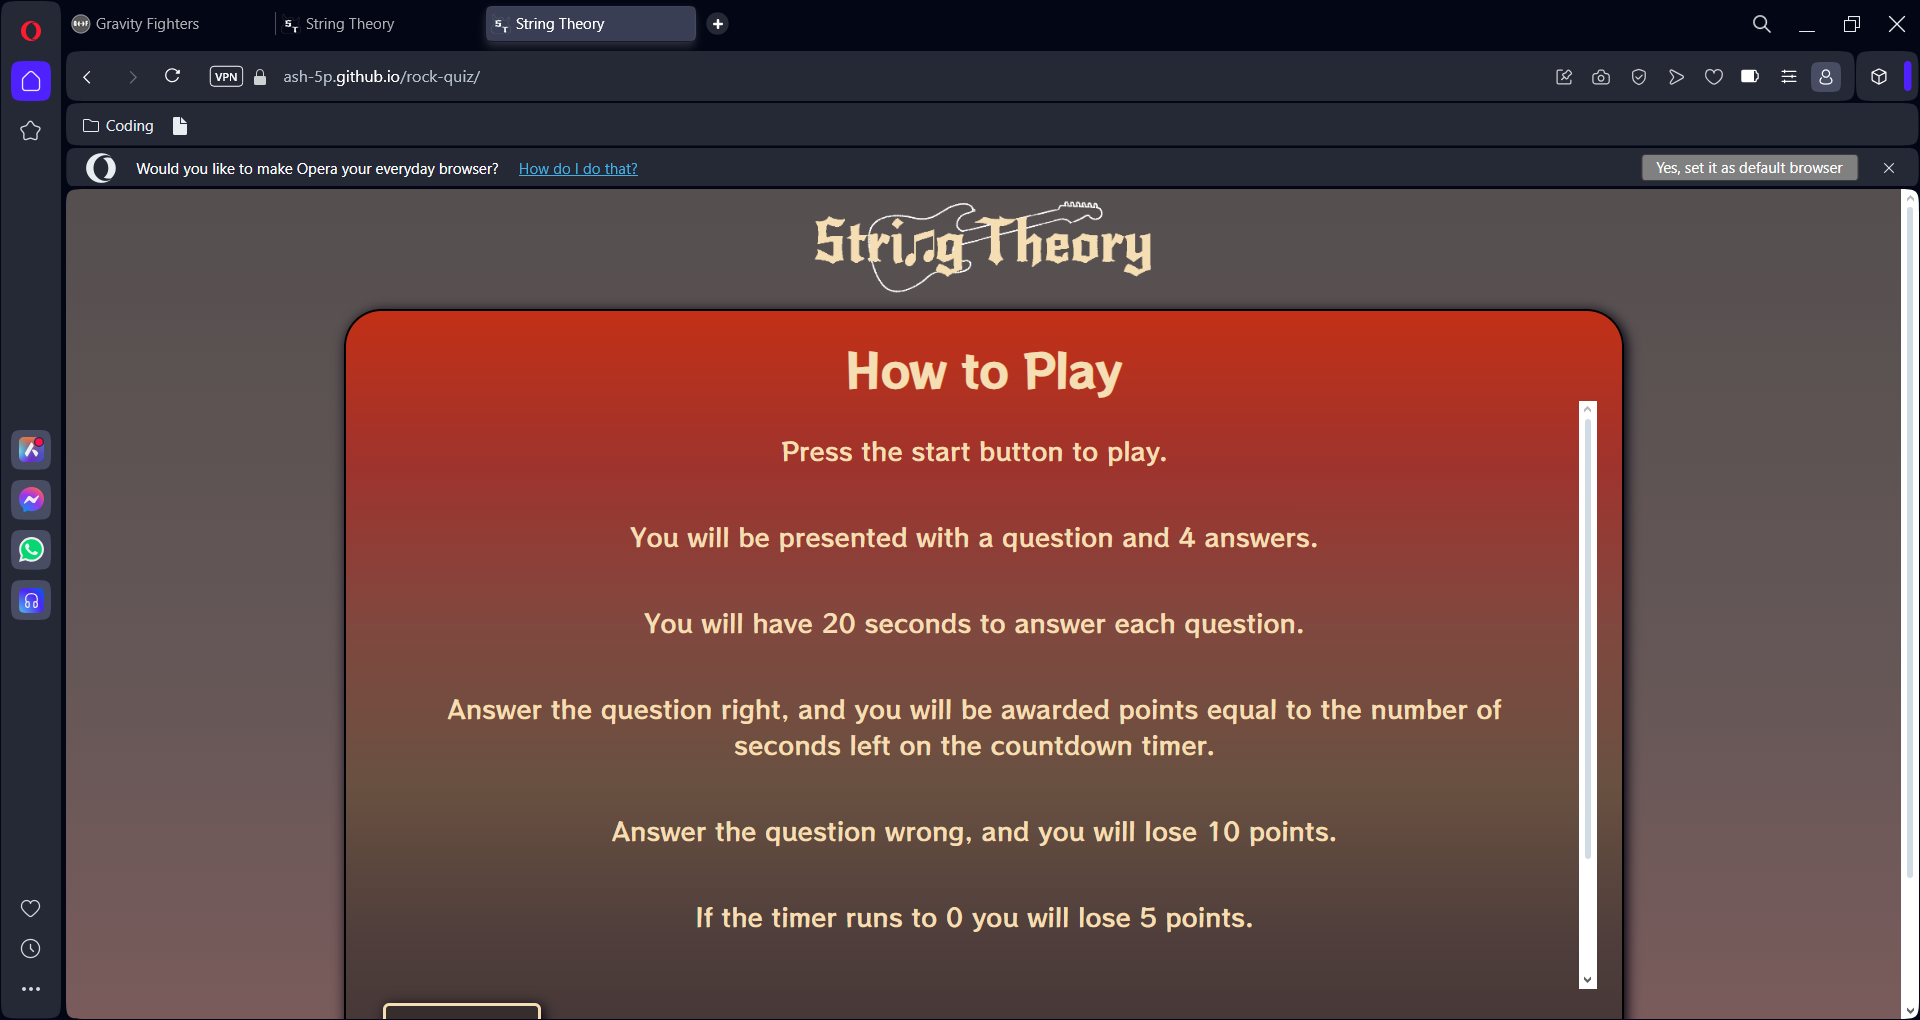 Gravity Fighters
String Theory
String Theory
VPN
ash-5p.github.io/rock-quiz/
Coding
Would you like to make Opera your everyday browser? How do I do that?
Yes, set it as default browser
String Theory
How to Play
Press the start button to play.
You will be presented with a question and 4 answers.
You will have 20 seconds to answer each question.
Answer the question right, and you will be awarded points equal to the number of
seconds left on the countdown timer.
Answer the question wrong, and you will lose 10 points.
If the timer runs to 0 you will lose 5 points.